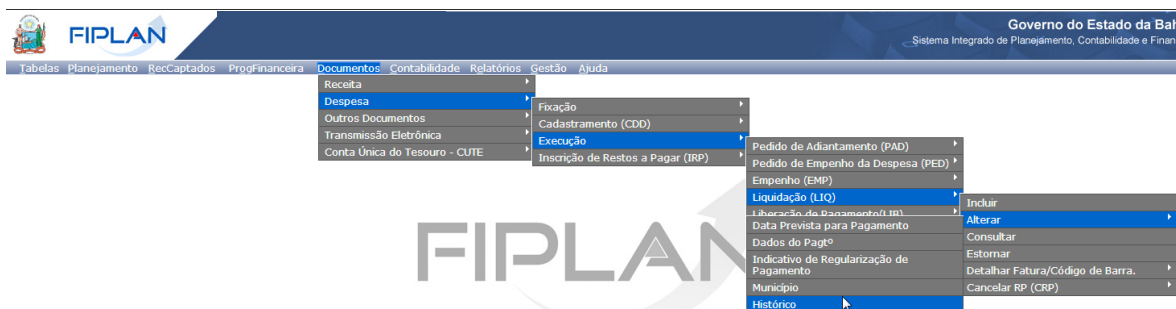 FIPLAN
Governo do Estado da Bah
Sistema Integrado de Planejamento, Contabilidade e Finan
Tabelas Planejamento RecCaptados ProgFinanceira Documentos Contabilidade Relatórios Gestão Ajuda
Receita
Despesa
Outros Documentos
Transmissão Eletrônica
Conta Única do Tesouro - CUTE
Fixação
Cadastramento (CDD)
Execução
Inscrição de Restos a Pagar (IRP)
Pedido de Adiantamento (PAD)
Pedido de Empenho da Despesa (PED)
Empenho (EMP)
Liquidação (LIQ)
Liberação de Pagamento(LIB)
Data Prevista para Pagamento
Dados do Pagtº
Indicativo de Regularização de
Pagamento
Município
Histórico
Incluir
Alterar
Consultar
Estornar
Detalhar Fatura/Código de Barra.
Cancelar RP (CRP)
FIPLAN